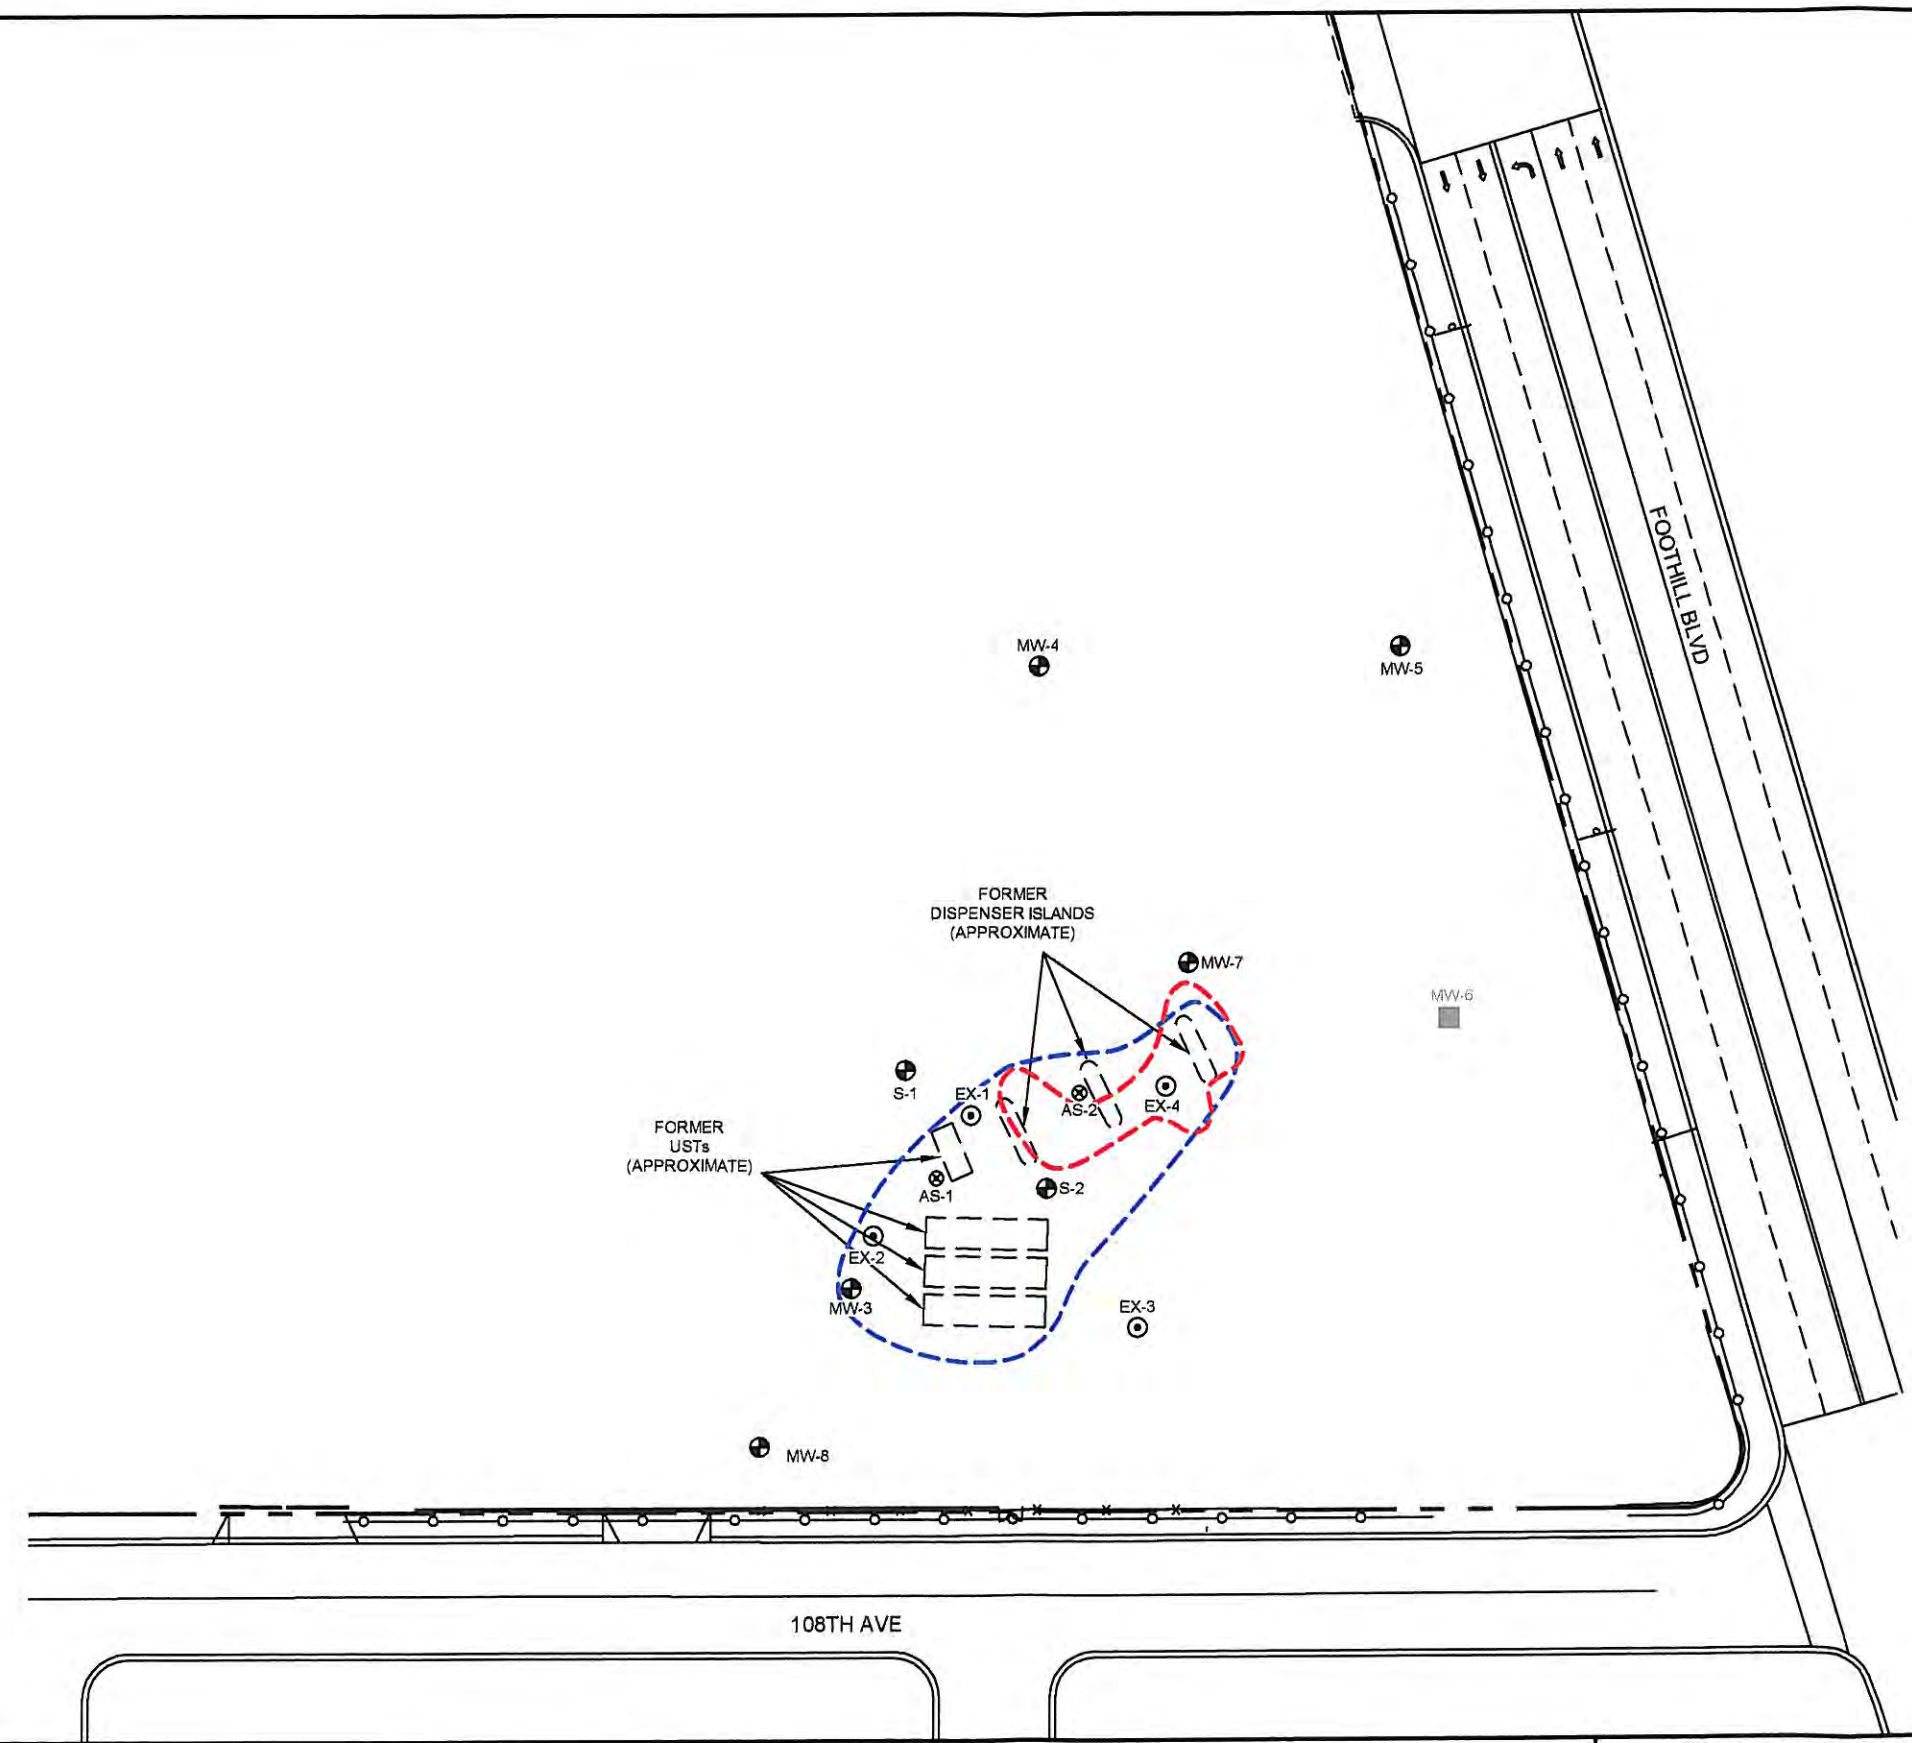 FOOTHILL BLVD
MW-4
MW-5
FORMER
DISPENSER ISLANDS
(APPROXIMATE)
MW-7
MW-6
S-1
EX-1
AS-2
EX-4
FORMER
USTs
(APPROXIMATE)
AS-1
S-2
EX-2
MW-3
EX-3
MW-8
108TH AVE